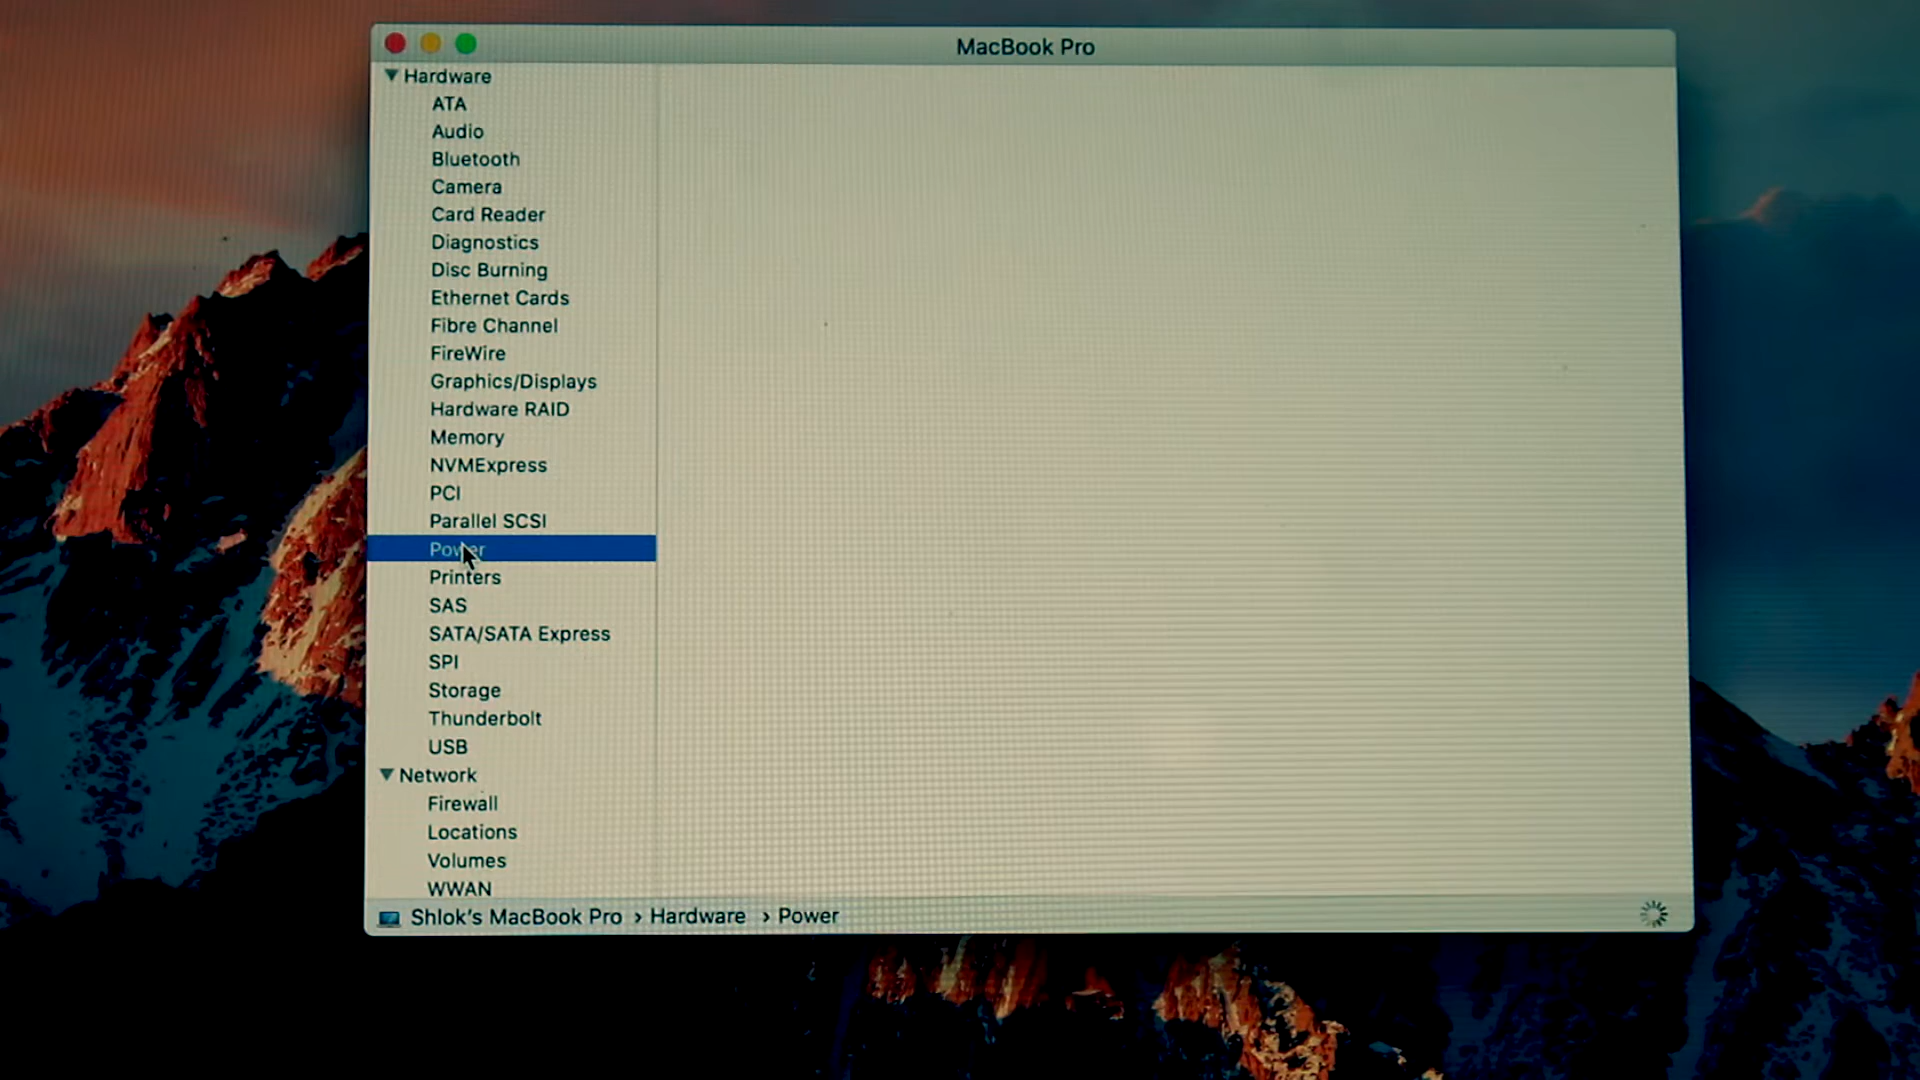 MacBook Pro
Hardware
ATA
Audio
Bluetooth
Camera
Card Reader
Diagnostics
Disc Burning
Ethernet Cards
Fibre Channel
FireWire
Graphics/Displays
Hardware RAID
Memory
NVMExpress
PCI
Parallel SCSI
Power
Printers
SAS
SATA/SATA Express
SPI
Storage
Thunderbolt
USB
Network
Firewall
Locations
Volumes
WWAN
Shlok's MacBook Pro › Hardware › Power